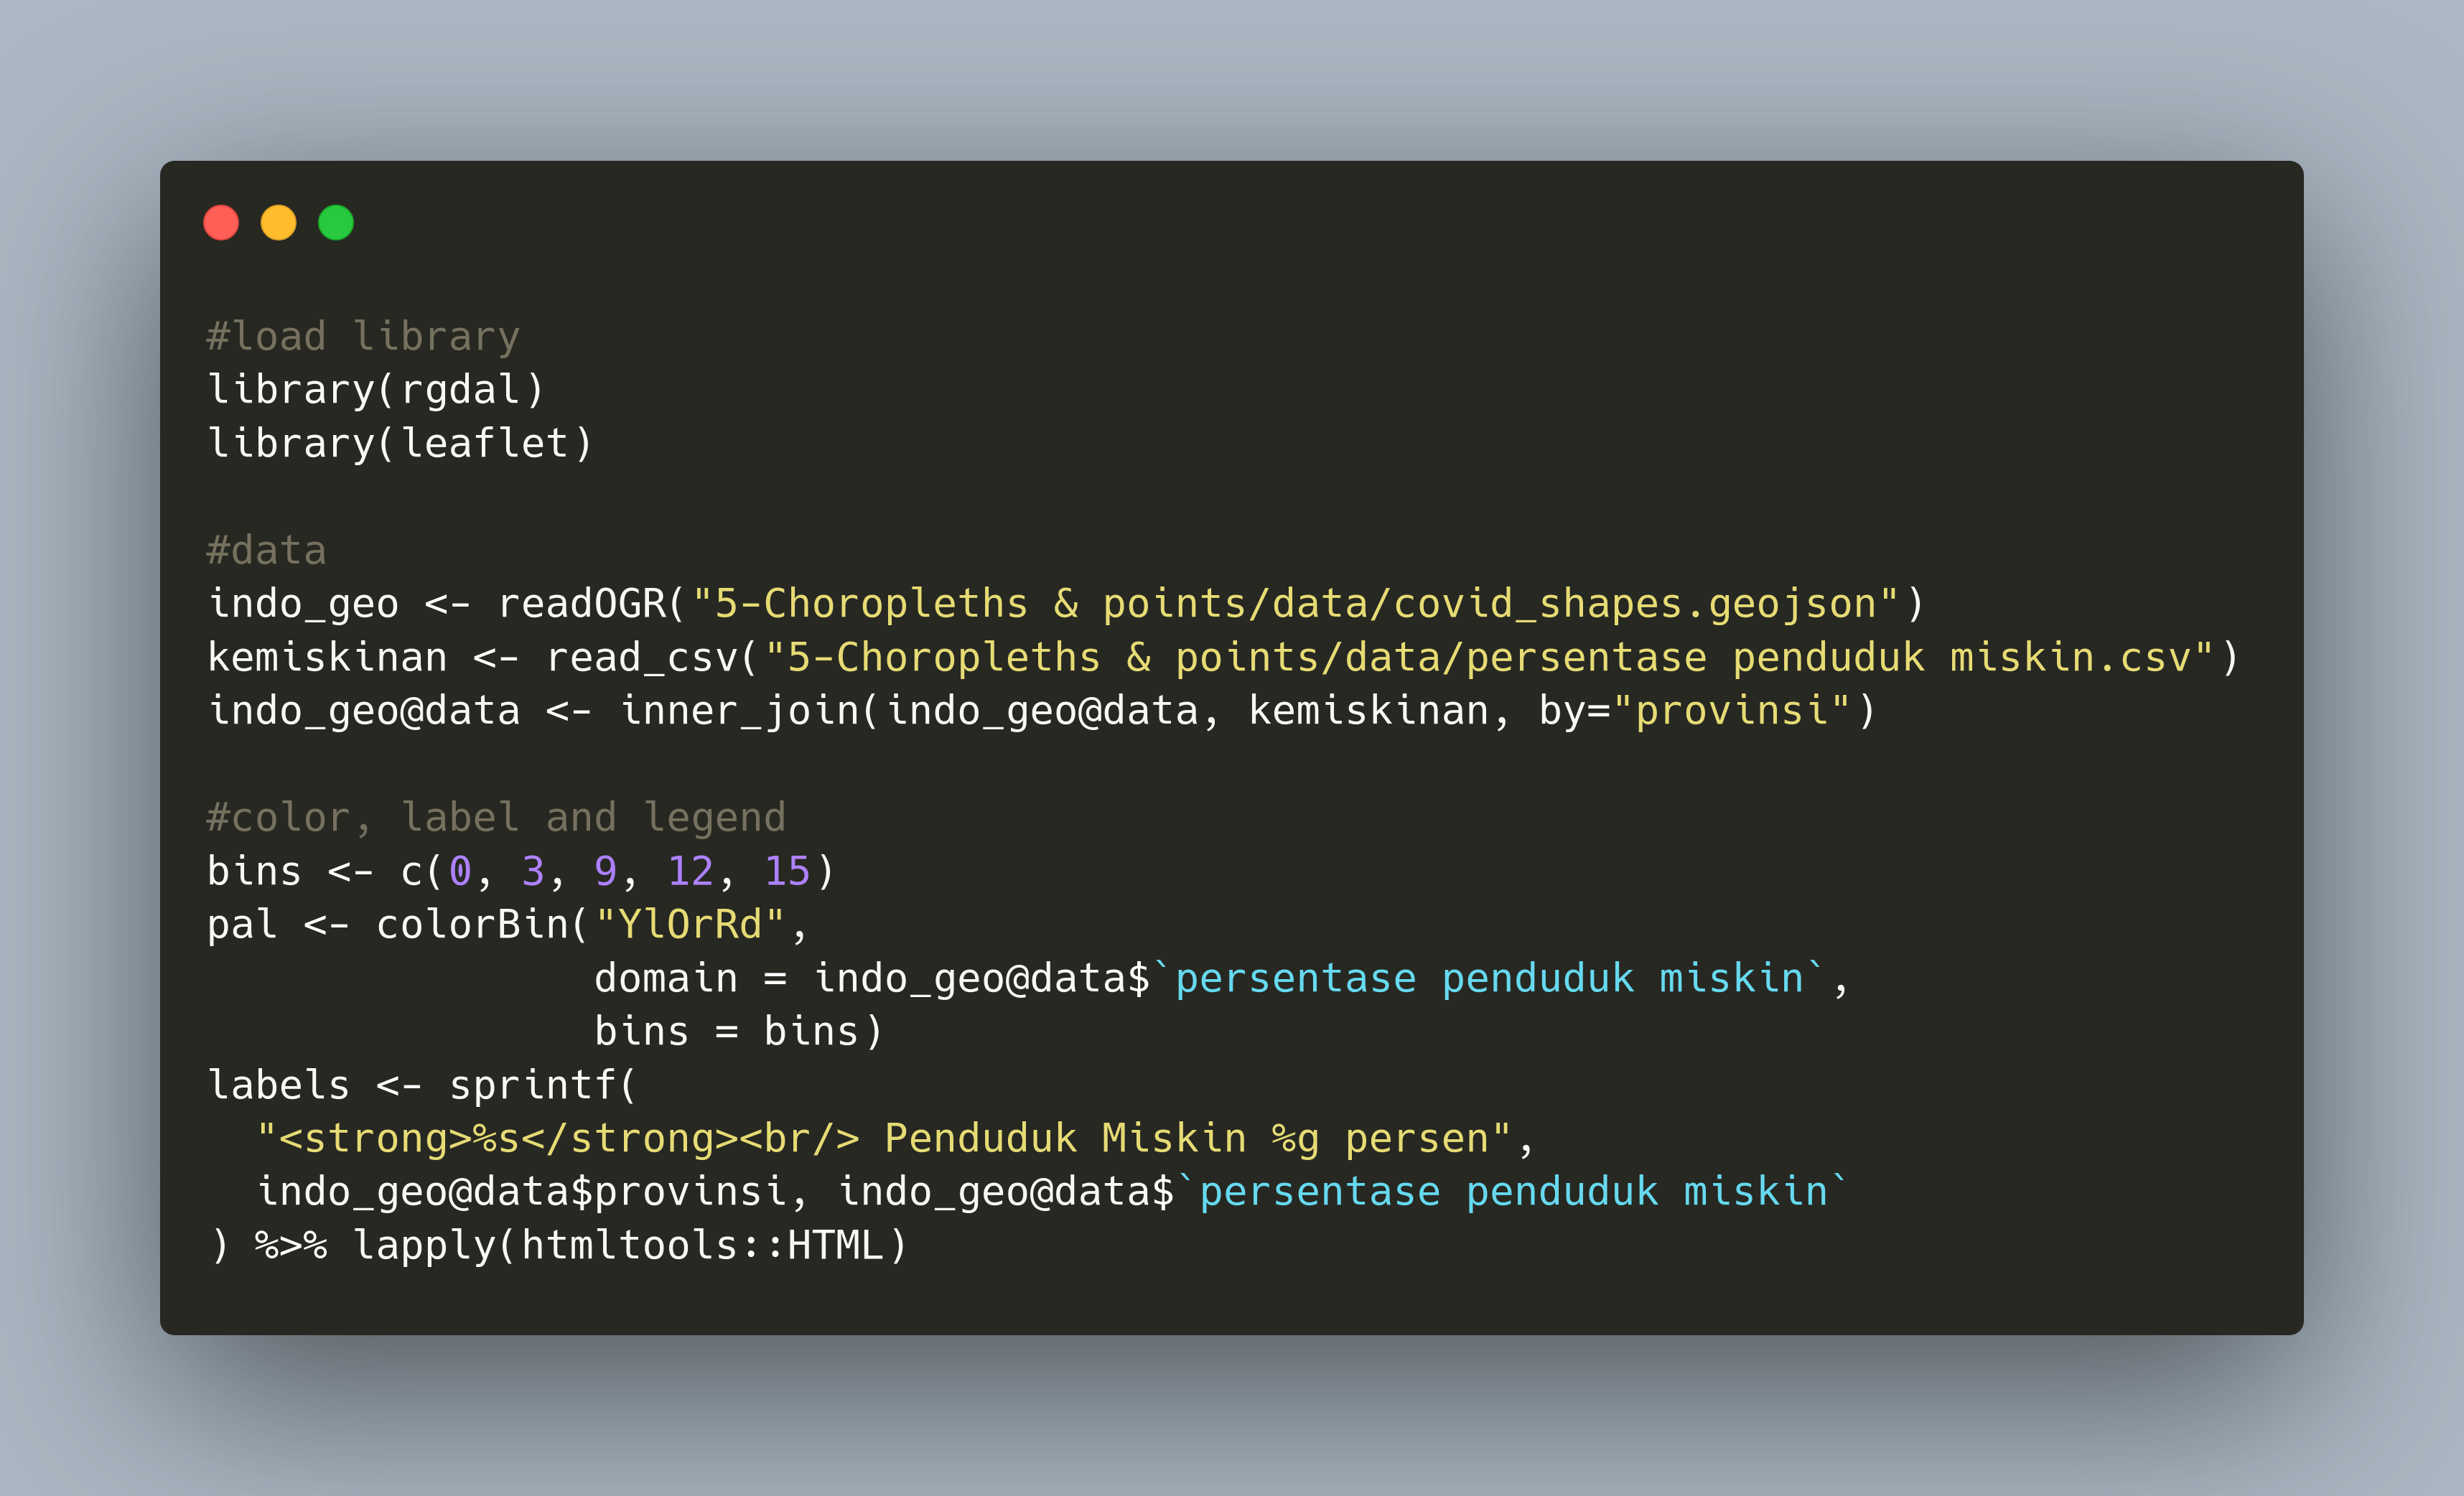 #load library
library(rgdal)
library(leaflet)

#data
indo_geo <- readOGR("5-Choropleths & points/data/covid_shapes.geojson")
kemiskinan <- read_csv("5-Choropleths & points/data/persentase penduduk miskin.csv")
indo_geo@data <- inner_join(indo_geo@data, kemiskinan, by="provinsi")

#color, label and legend
bins <- c(0, 3, 9, 12, 15)
pal <- colorBin("YlOrRd",
                domain = indo_geo@data$`persentase penduduk miskin`,
                bins = bins)
labels <- sprintf(
  "<strong>%s</strong><br/> Penduduk Miskin %g persen",
  indo_geo@data$provinsi, indo_geo@data$`persentase penduduk miskin`
) %>% lapply(htmltools::HTML)